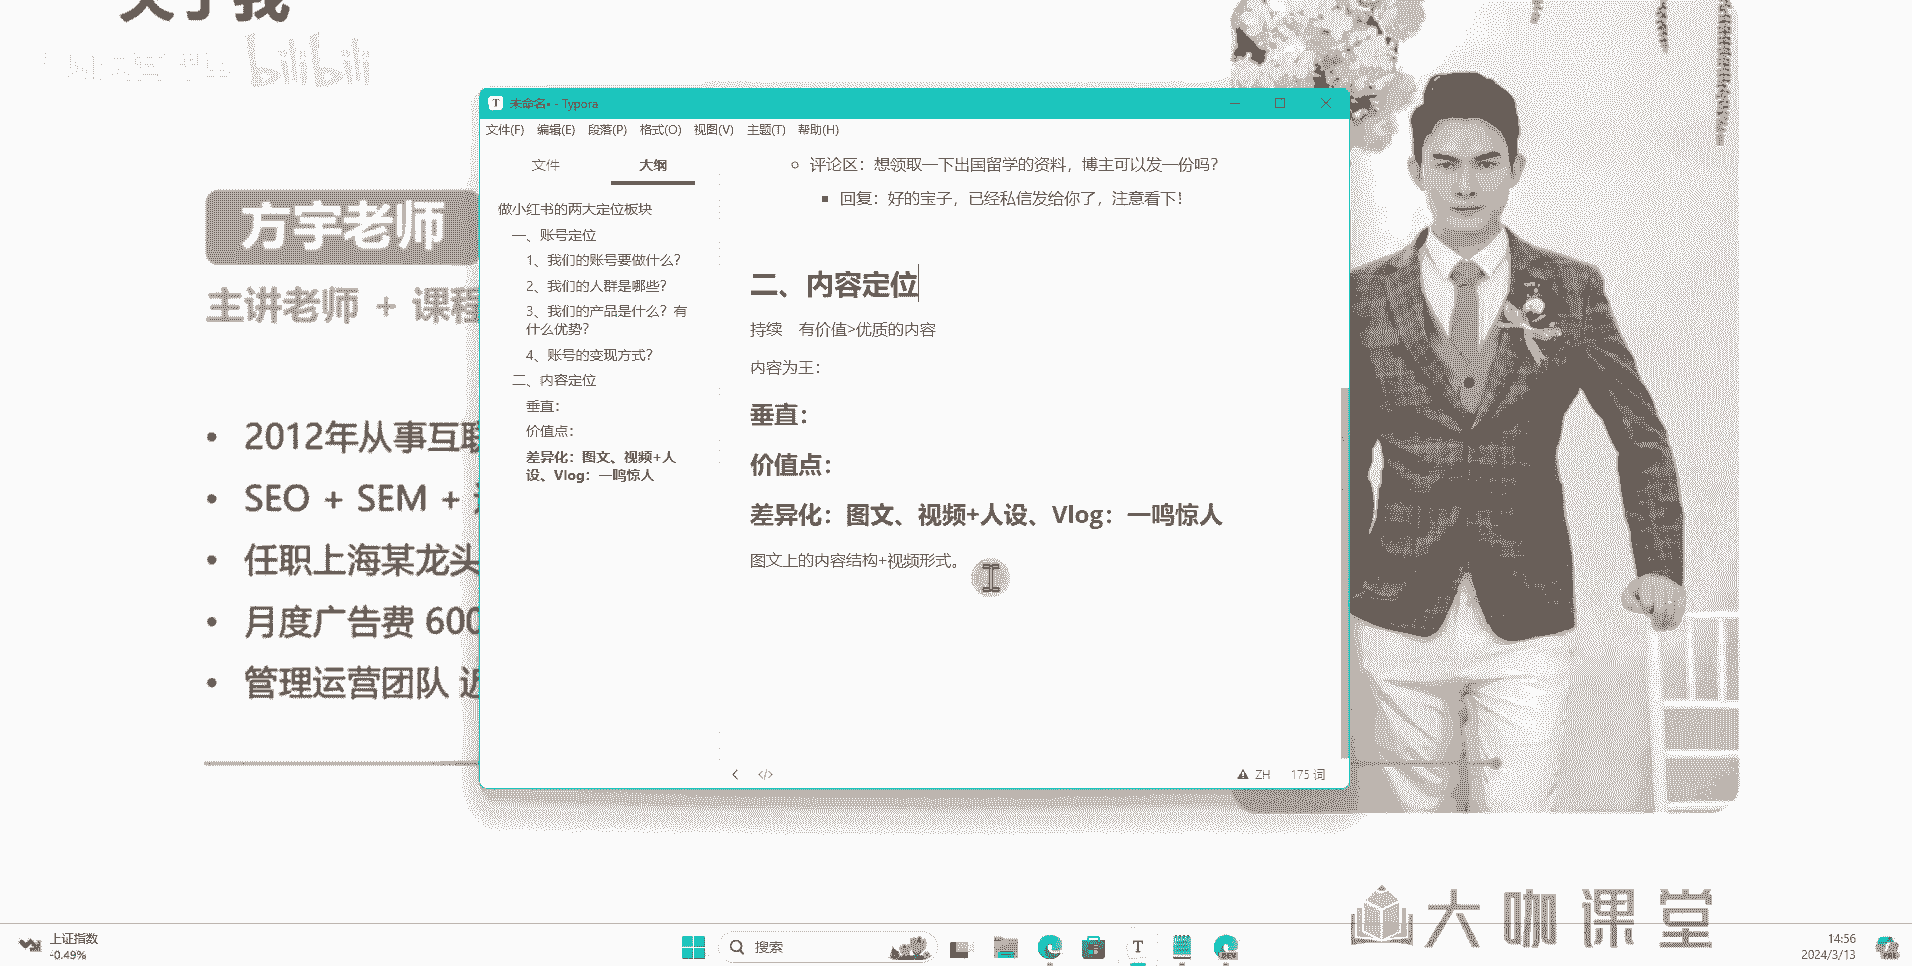 关于我
bilibili
方宇老师
主讲老师 + 课程
• 2012年从事互联
• SEO + SEM +
• 任职上海某龙头
• 月度广告费 600
• 管理运营团队 近
未命名• - Typora
文件(F) 编辑(E) 段落(P) 格式(O) 视图(V) 主题(T) 帮助(H)
文件 大纲
做小红书的两大定位板块
一、账号定位
1、我们的账号要做什么?
2、我们的人群是哪些?
3、我们的产品是什么? 有
什么优势?
4、账号的变现方式?
二、内容定位
垂直:
价值点:
差异化: 图文、视频+人
设、Vlog: 一鸣惊人
评论区: 想领取一下出国留学的资料, 博主可以发一份吗?
回复: 好的宝子, 已经私信发给你了, 注意看下!
二、内容定位
持续 有价值>优质的内容
内容为王:
垂直:
价值点:
差异化: 图文、视频+人设、Vlog: 一鸣惊人
图文上的内容结构+视频形式。
ZH 175 词
大咖课堂
上证指数
-0.49%
搜索
T
DEV
14:56
2024/3/13
PRE